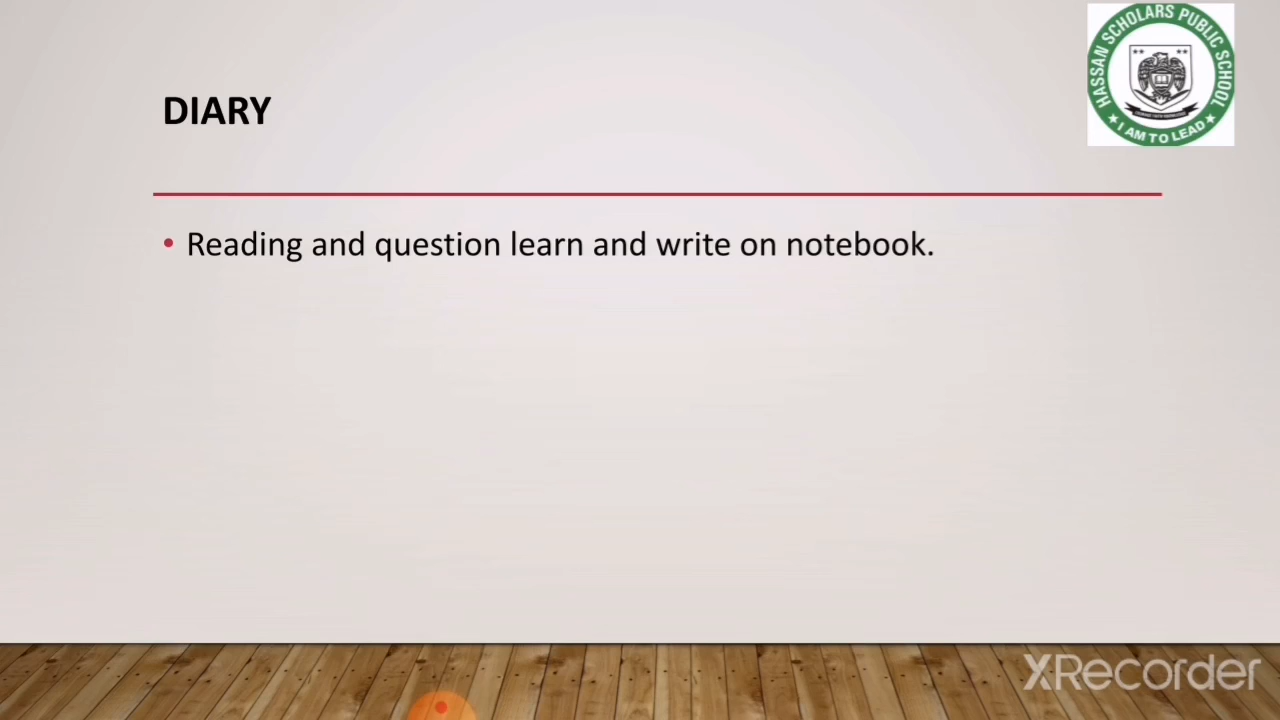 HASSAN SCHOLARS PUBLIC SCHOOL
I AM TO LEAD
DIARY
Reading and question learn and write on notebook.
XRecorder